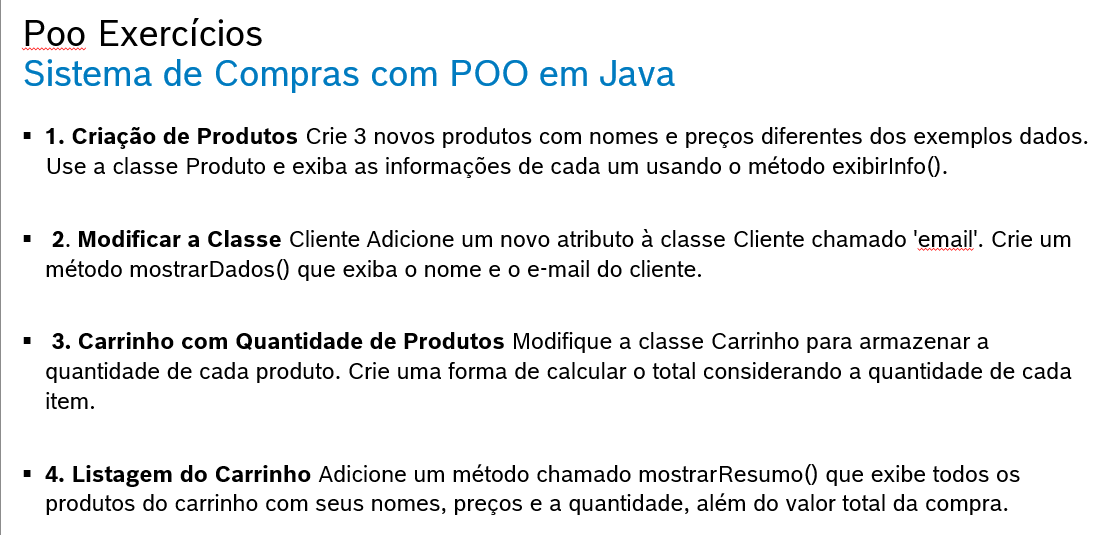 Poo Exercícios
Sistema de Compras com POO em Java
▪ 1. Criação de Produtos Crie 3 novos produtos com nomes e preços diferentes dos exemplos dados.
Use a classe Produto e exiba as informações de cada um usando o método exibirInfo().
▪ 2. Modificar a Classe Cliente Adicione um novo atributo à classe Cliente chamado 'email'. Crie um
método mostrarDados() que exiba o nome e o e-mail do cliente.
▪ 3. Carrinho com Quantidade de Produtos Modifique a classe Carrinho para armazenar a
quantidade de cada produto. Crie uma forma de calcular o total considerando a quantidade de cada
item.
▪ 4. Listagem do Carrinho Adicione um método chamado mostrarResumo() que exibe todos os
produtos do carrinho com seus nomes, preços e a quantidade, além do valor total da compra.